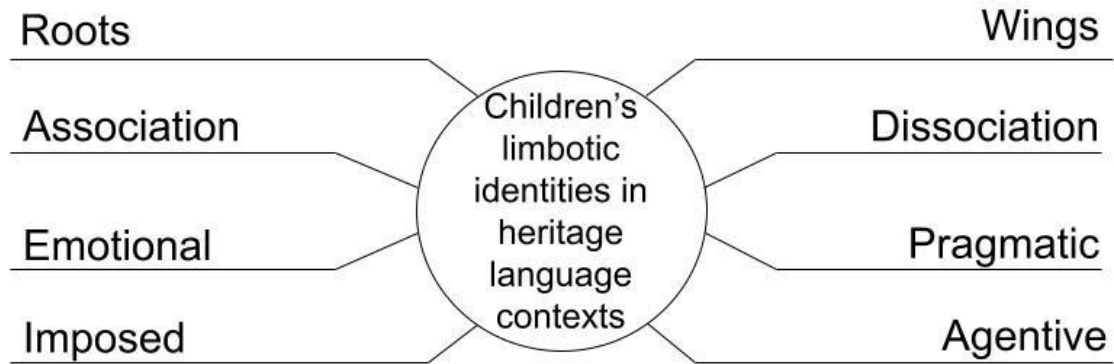 Roots
Wings
Association
Dissociation
Children's
limbotic
identities in
heritage
language
contexts
Emotional
Pragmatic
Imposed
Agentive